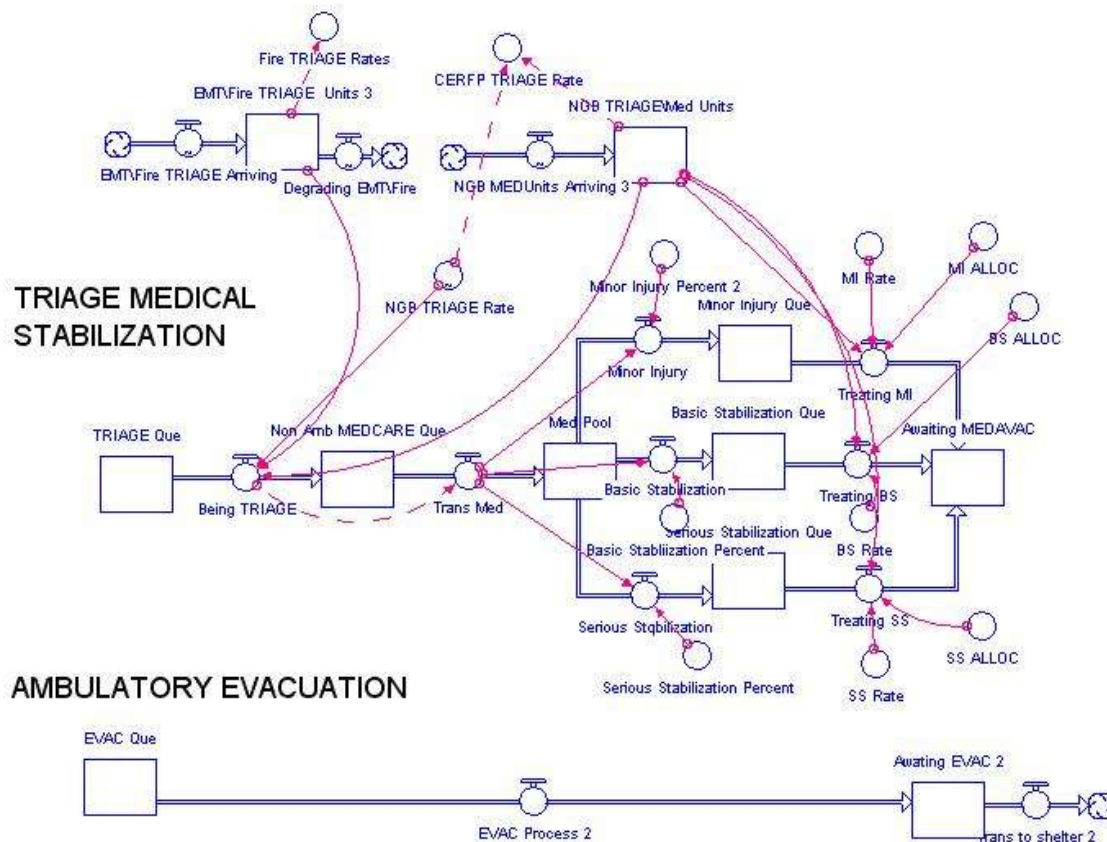 Fire TRIAGE Rates
CERFP TRIAGE Rate
EMT\Fire TRIAGE Units 3
NGB TRIAGE\Med Units
EMT/Fire TRIAGE Arriving
Degrading EMT\Fire
NGB MEDUnits Arriving 3
TRIAGE MEDICAL
STABILIZATION
NGB TRIAGE Rate
Minor Injury Percent 2
MI Rate
MI ALLOC
Minor Injury Que
BS ALLOC
Minor Injury
Treating MI
TRIAGE Que
Non Amb MEDCARE Que
Med Pool
Basic Stabilization Que
Awaiting MEDAVAC
Being TRIAGE
Trans Med
Basic Stabilization
Treating BS
Serious Stabilization Que
Basic Stabliization Percent
BS Rate
Serious Stqbilization
Treating SS
SS ALLOC
Serious Stabilization Percent
SS Rate
AMBULATORY EVACUATION
EVAC Que
Awating EVAC 2
EVAC Process 2
Trans to shelter 2